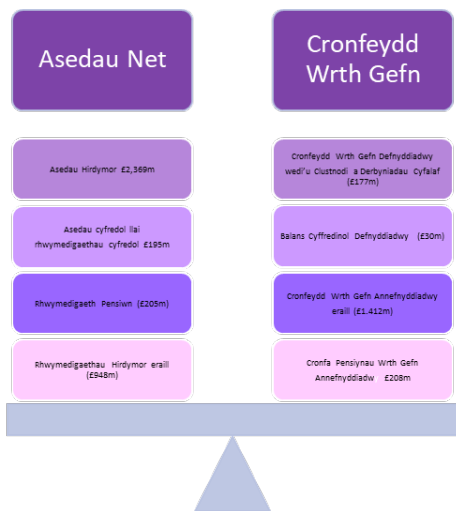 Asedau Net
Asedau Hirdymor £2,369m
Asedau cyfredol llai
rhwymedigaethau cyfredol £195m
Rhwymedigaeth Pensiwn (£205m)
Rhwymedigaethau Hirdymor eraill
(£948m)
Cronfeydd
Wrth Gefn
Cronfeydd Wrth Gefn Defnyddiadwy
wedi'u Clustnodi a Derbyniadau Cyfalaf
(£177m)
Balans Cyffredinol Defnyddiadwy (£30m)
Cronfeydd Wrth Gefn Annefnyddiadwy
eraill (£1.412m)
Cronfa Pensiynau Wrth Gefn
Annefnyddiadw £208m